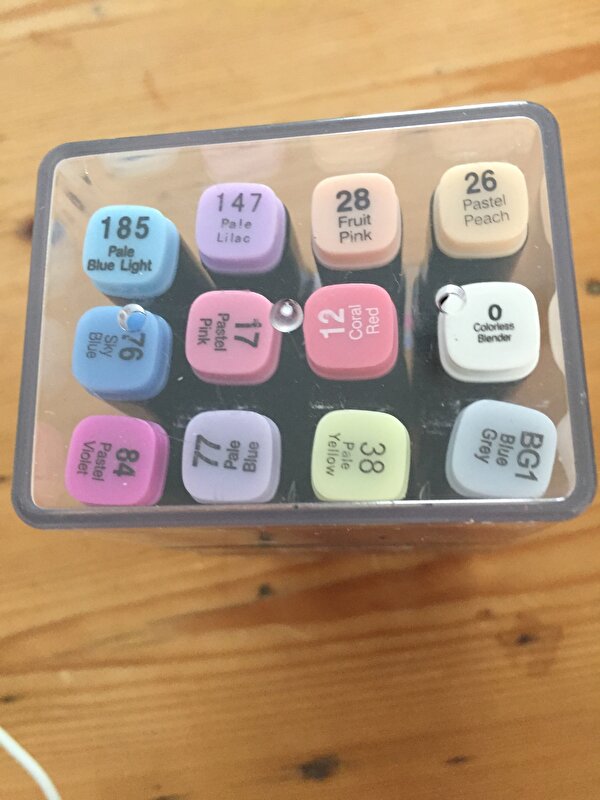 185
Pale
Blue Light
147
Pale
Lilac
28
Fruit
Pink
26
Pastel
Peach
76
Sky
Blue
17
Pastel
Pink
12
Coral
Red
0
Colorless
Blender
84
Pastel
Violet
77
Pale
Blue
38
Pale
Yellow
BG1
Blue
Grey